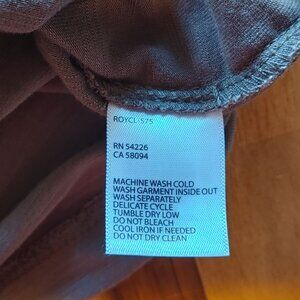 ROYCL-575
RN 54226
CA 58094
MACHINE WASH COLD
WASH GARMENT INSIDE OUT
WASH SEPARATELY
DELICATE CYCLE
TUMBLE DRY LOW
DO NOT BLEACH
COOL IRON IF NEEDED
DO NOT DRY CLEAN